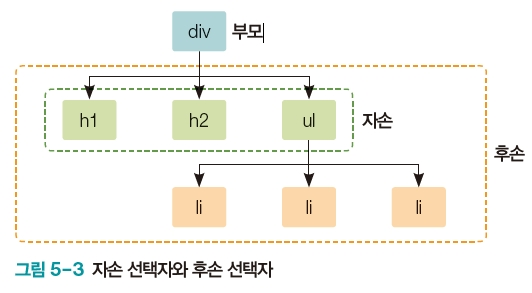 div 부모
h1 h2 ul 자손
후손
li li li
그림 5-3 자손 선택자와 후손 선택자